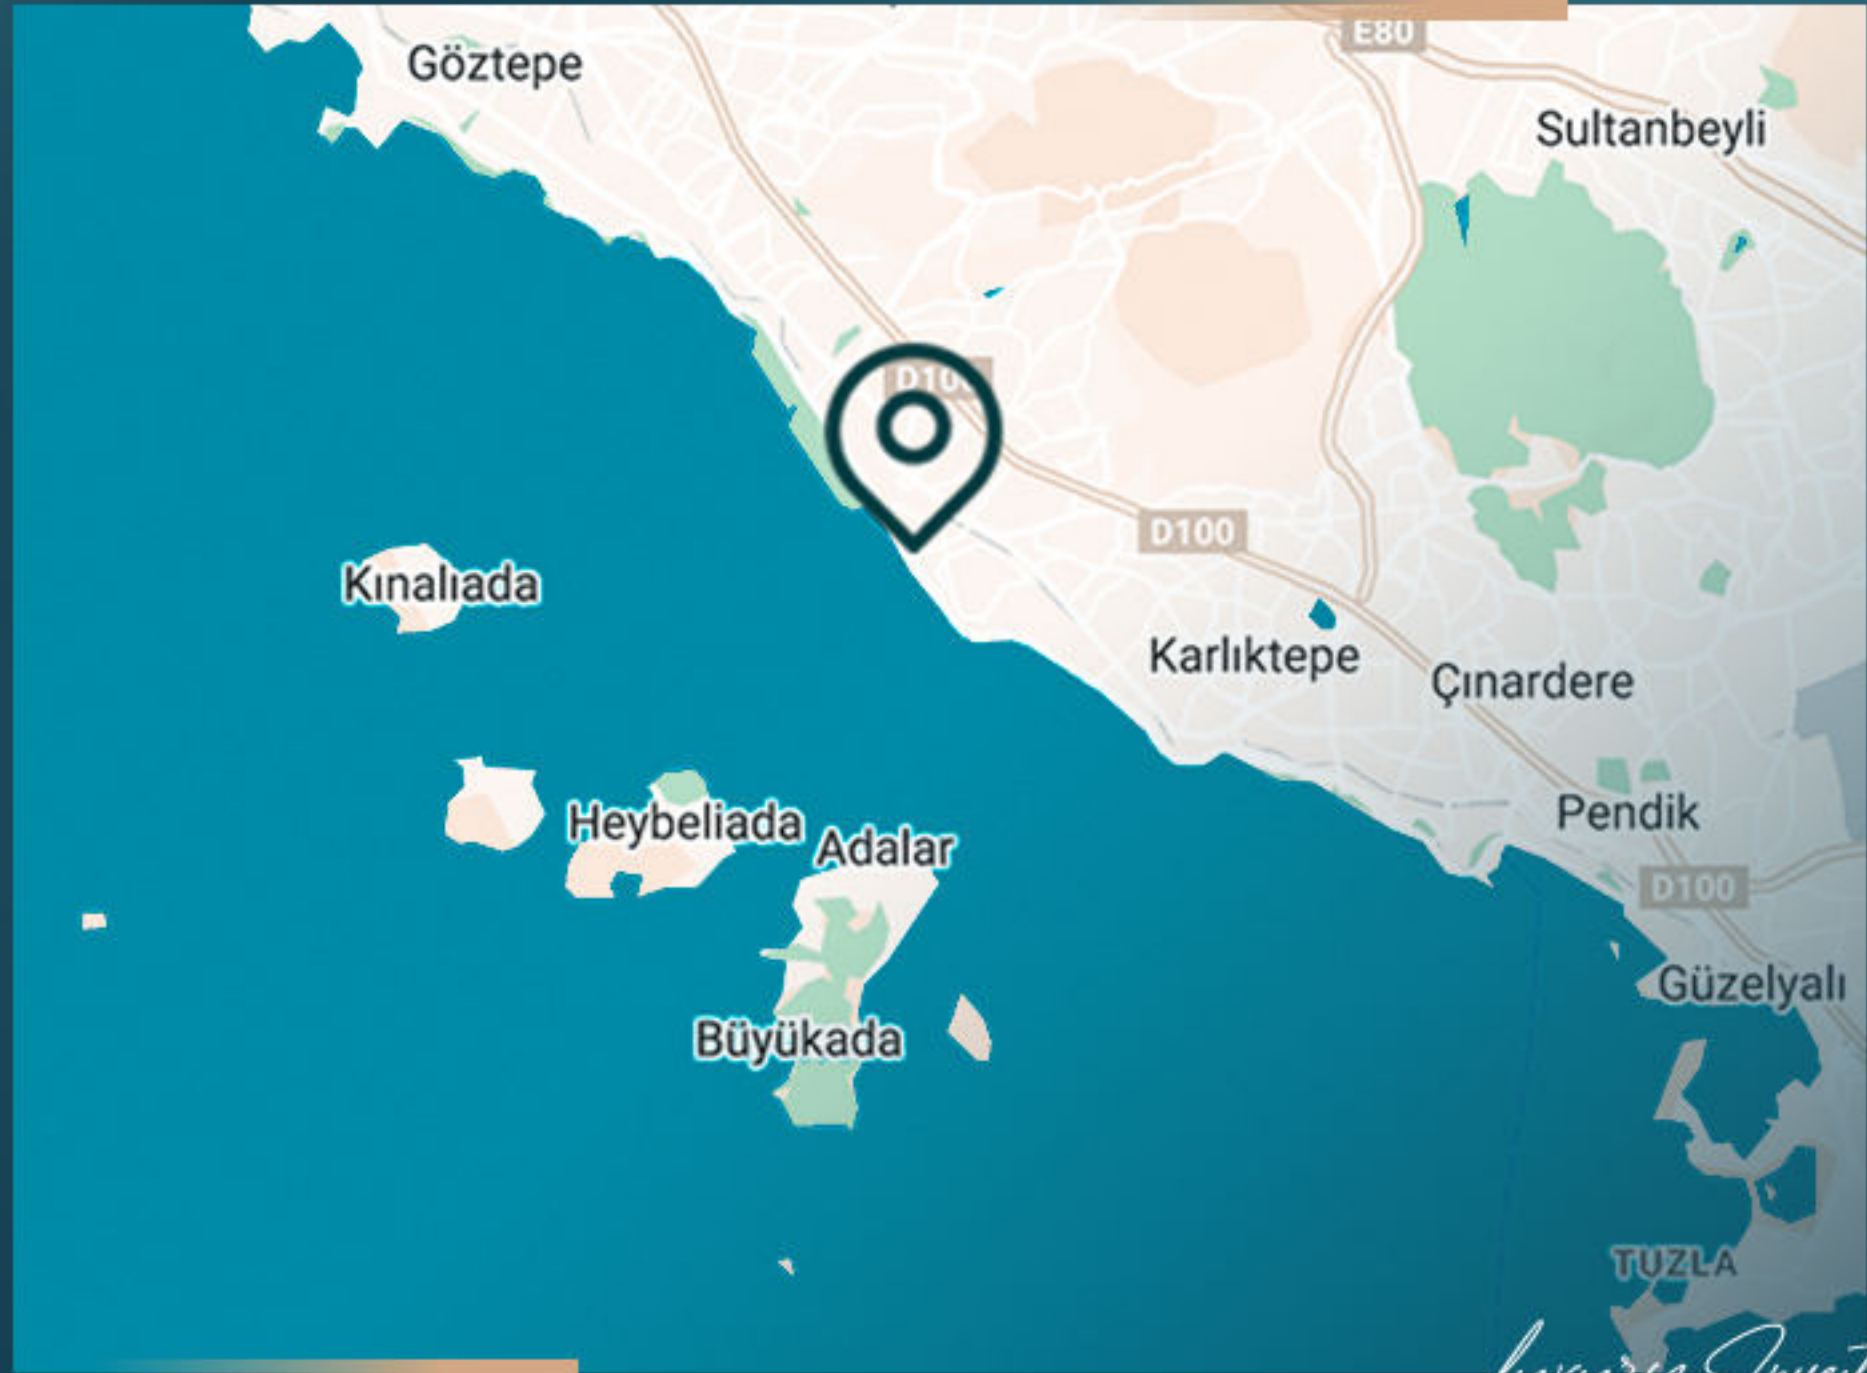 E80
Göztepe
Sultanbeyli
D100
D100
Kınalıada
Karlıktepe
Çınardere
Heybeliada
Adalar
Pendik
D100
Güzelyalı
Büyükada
TUZLA